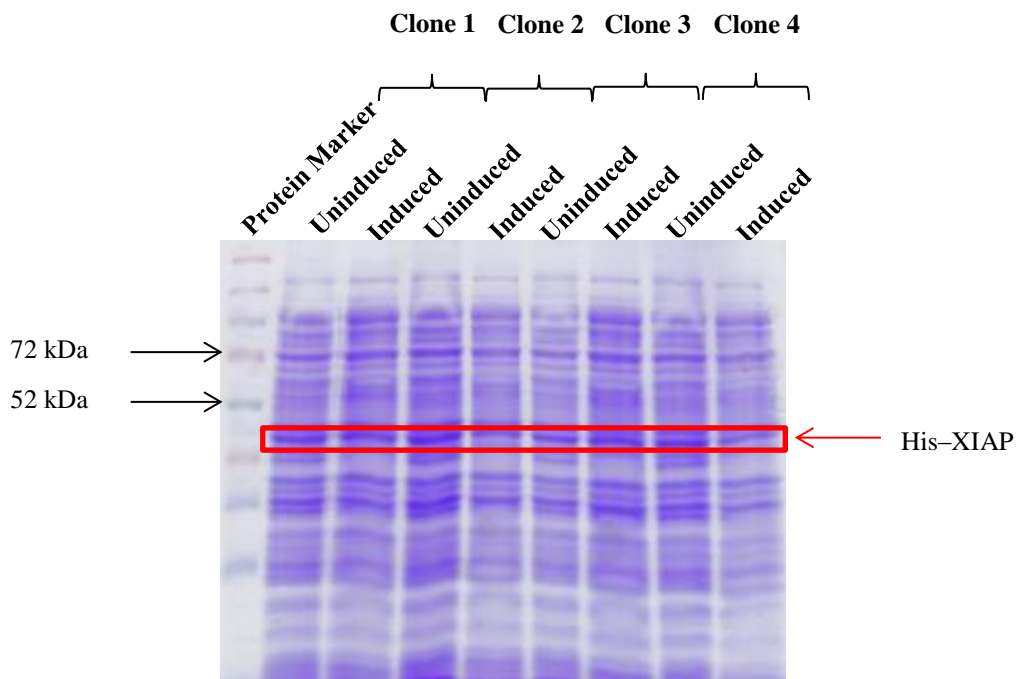 Clone 1 Clone 2 Clone 3 Clone 4
Protein Marker
Uninduced
Induced
Uninduced
Induced
Uninduced
Induced
Uninduced
Induced
72 kDa
52 kDa
His–XIAP